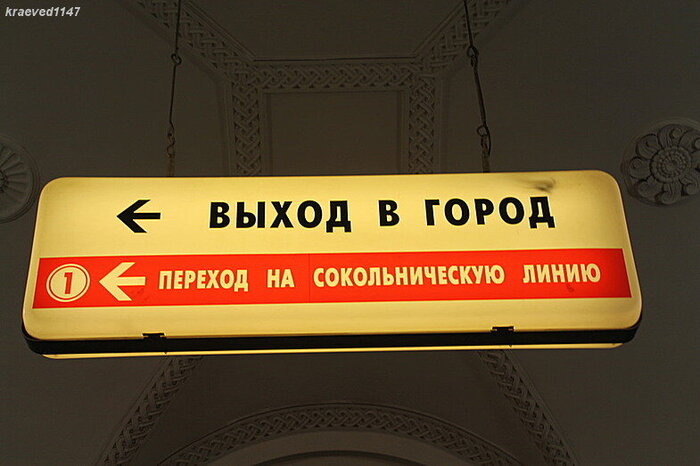 kraeved1147
← ВЫХОД В ГОРОД
1 ← ПЕРЕХОД НА СОКОЛЬНИЧЕСКУЮ ЛИНИЮ